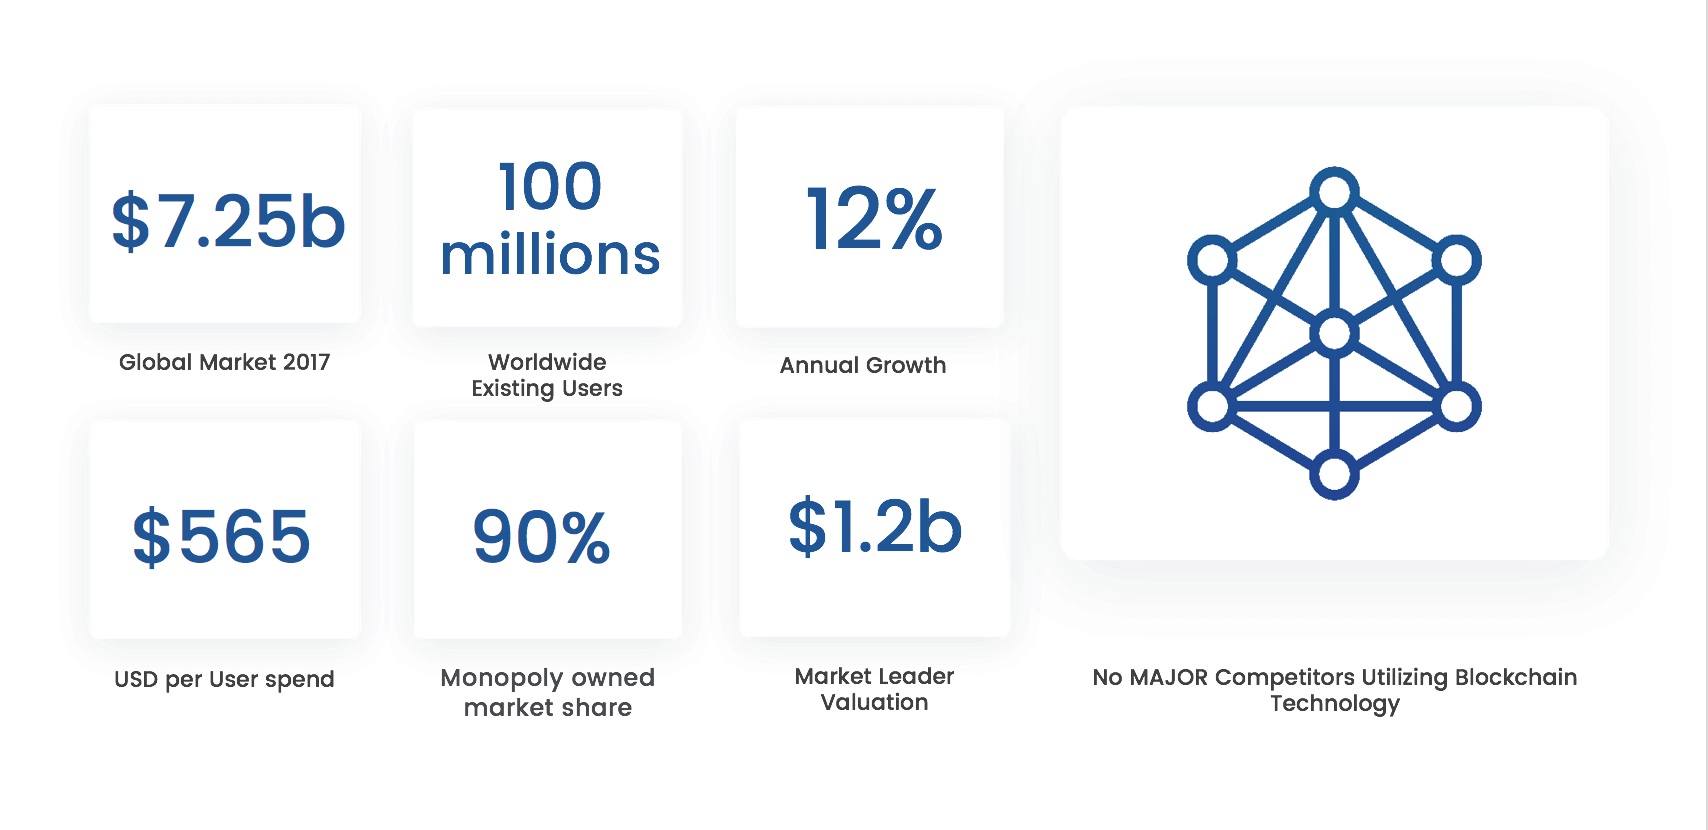 $7.25b
Global Market 2017
100
millions
Worldwide
Existing Users
12%
Annual Growth
$565
USD per User spend
90%
Monopoly owned
market share
$1.2b
Market Leader
Valuation
No MAJOR Competitors Utilizing Blockchain
Technology